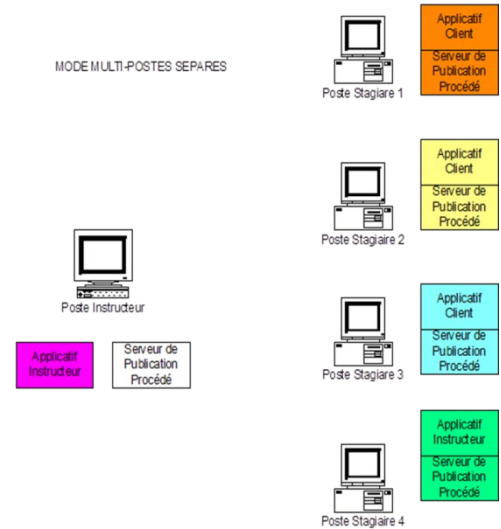 MODE MULTI-POSTES SEPARES
Applicatif
Client
Serveur de
Publication
Procédé
Poste Stagiare 1
Applicatif
Client
Serveur de
Publication
Procédé
Poste Stagiaire 2
Poste Instructeur
Applicatif
Instructeur
Serveur de
Publication
Procédé
Applicatif
Client
Serveur de
Publication
Procédé
Poste Stagiare 3
Applicatif
Instructeur
Serveur de
Publication
Procédé
Poste Stagiaire 4